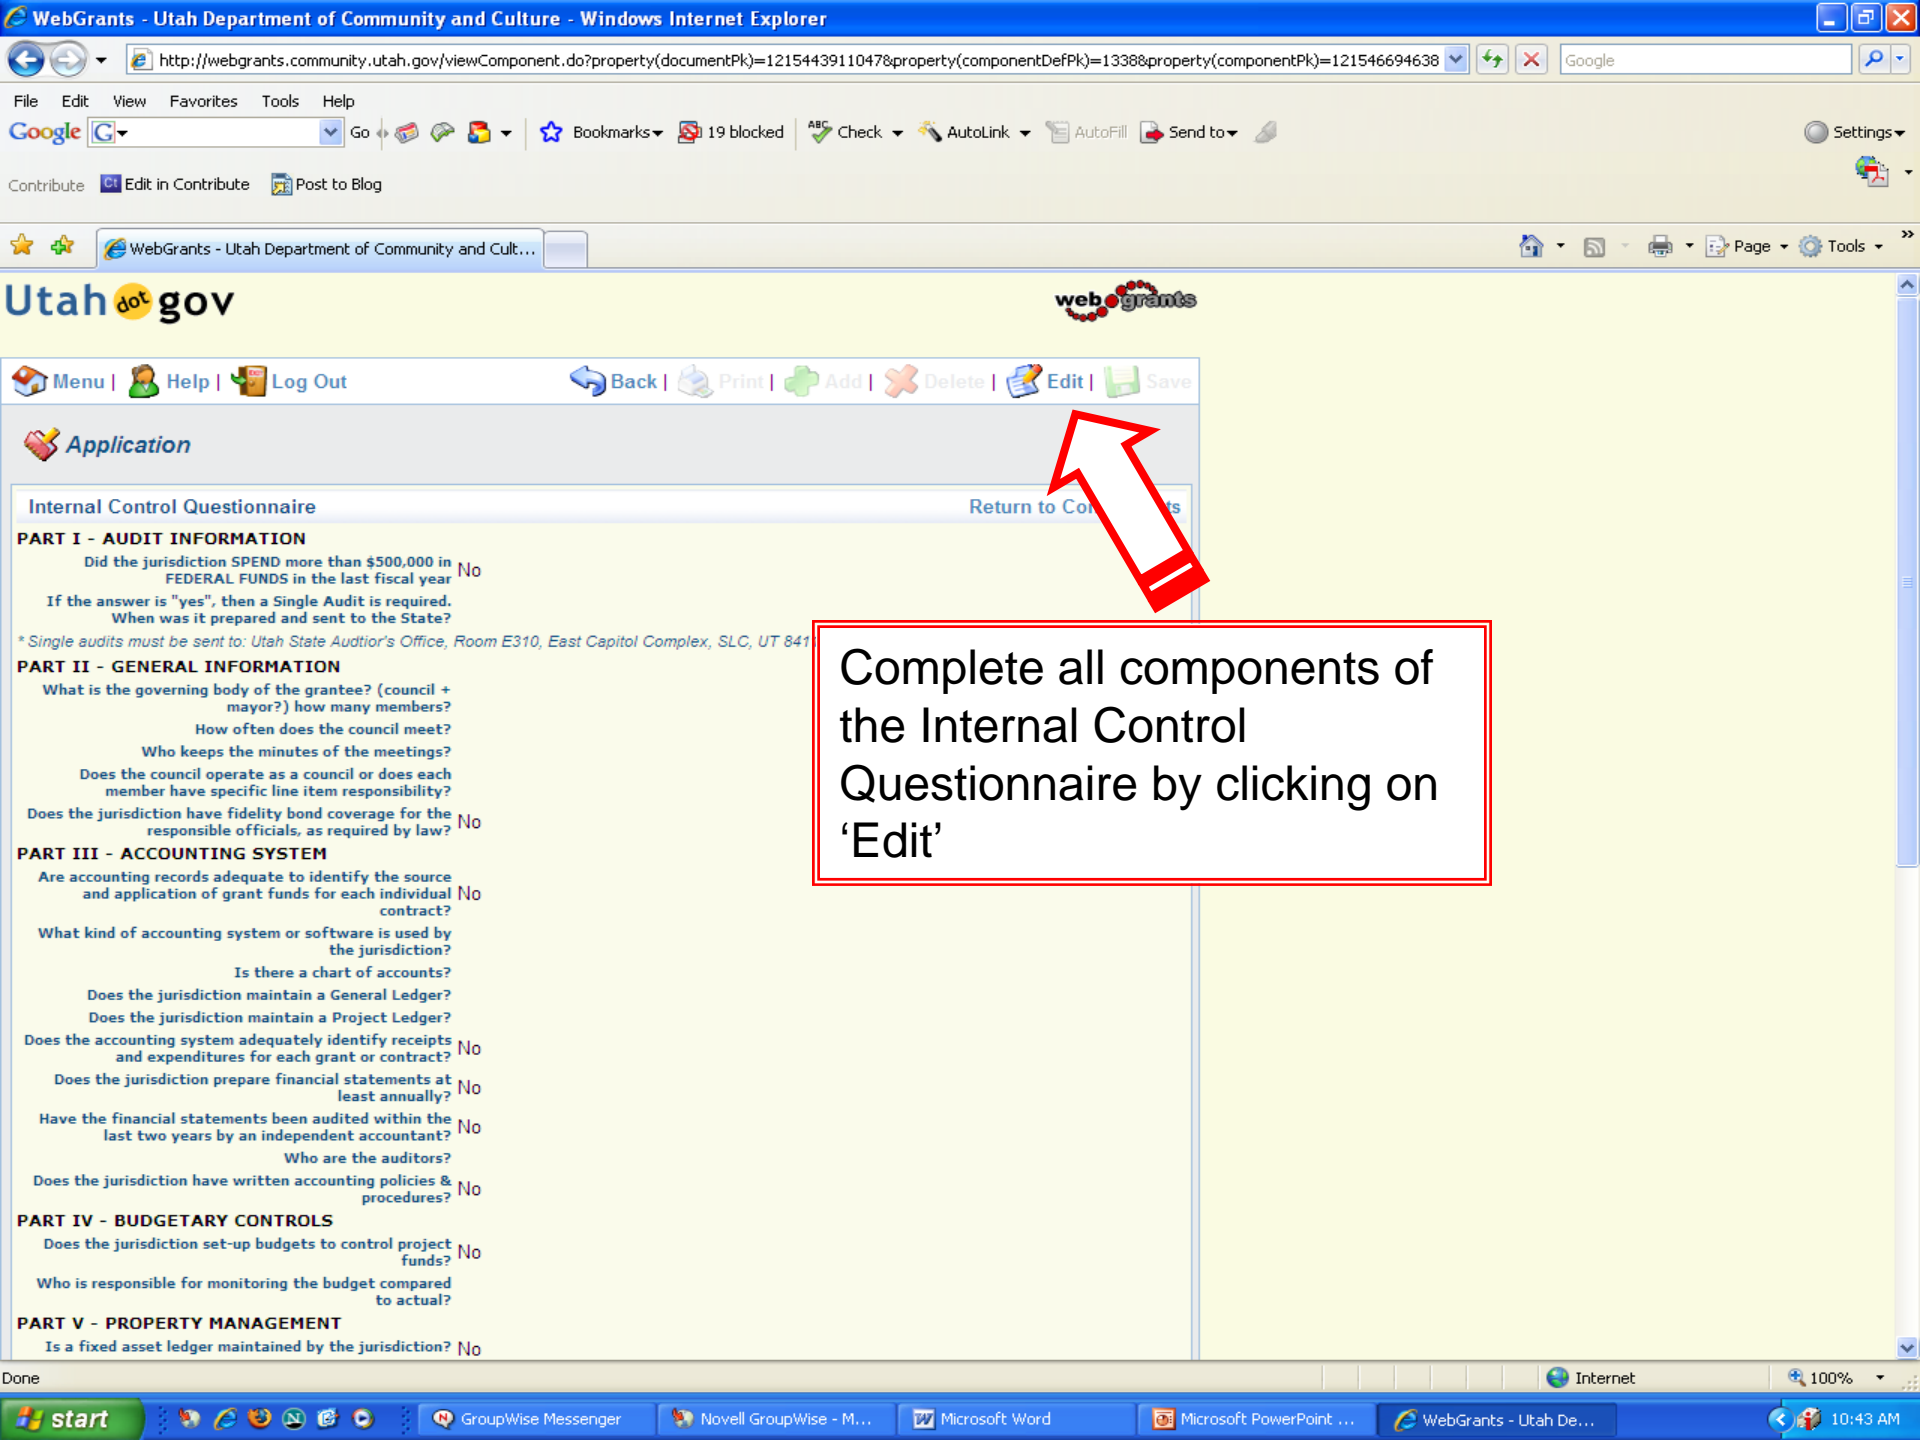 WebGrants - Utah Department of Community and Culture - Windows Internet Explorer
http://webgrants.community.utah.gov/viewComponent.do?property(documentPk)=1215443911047&property(componentDefPk)=1338&property(componentPk)=121546694638
Google
File Edit View Favorites Tools Help
Google G Go Bookmarks 19 blocked ABC Check AutoLink AutoFill Send to Settings
Contribute Ct Edit in Contribute Post to Blog
WebGrants - Utah Department of Community and Cult... Page Tools »
Utah dot gov
web grants
Menu | Help | Log Out Back | Print | Add | Delete | Edit | Save
Application
Internal Control Questionnaire Return to Co
PART I - AUDIT INFORMATION
Did the jurisdiction SPEND more than $500,000 in
FEDERAL FUNDS in the last fiscal year No
If the answer is "yes", then a Single Audit is required.
When was it prepared and sent to the State?
* Single audits must be sent to: Utah State Audtior's Office, Room E310, East Capitol Complex, SLC, UT 841
PART II - GENERAL INFORMATION
What is the governing body of the grantee? (council +
mayor?) how many members?
How often does the council meet?
Who keeps the minutes of the meetings?
Does the council operate as a council or does each
member have specific line item responsibility?
Does the jurisdiction have fidelity bond coverage for the
responsible officials, as required by law? No
PART III - ACCOUNTING SYSTEM
Are accounting records adequate to identify the source
and application of grant funds for each individual No
contract?
What kind of accounting system or software is used by
the jurisdiction?
Is there a chart of accounts?
Does the jurisdiction maintain a General Ledger?
Does the jurisdiction maintain a Project Ledger?
Does the accounting system adequately identify receipts
and expenditures for each grant or contract? No
Does the jurisdiction prepare financial statements at
least annually? No
Have the financial statements been audited within the
last two years by an independent accountant? No
Who are the auditors?
Does the jurisdiction have written accounting policies &
procedures? No
PART IV - BUDGETARY CONTROLS
Does the jurisdiction set-up budgets to control project
funds? No
Who is responsible for monitoring the budget compared
to actual?
PART V - PROPERTY MANAGEMENT
Is a fixed asset ledger maintained by the jurisdiction? No
Complete all components of
the Internal Control
Questionnaire by clicking on
‘Edit’
Done Internet 100%
start GroupWise Messenger Novell GroupWise - M... Microsoft Word Microsoft PowerPoint ... WebGrants - Utah De... 10:43 AM